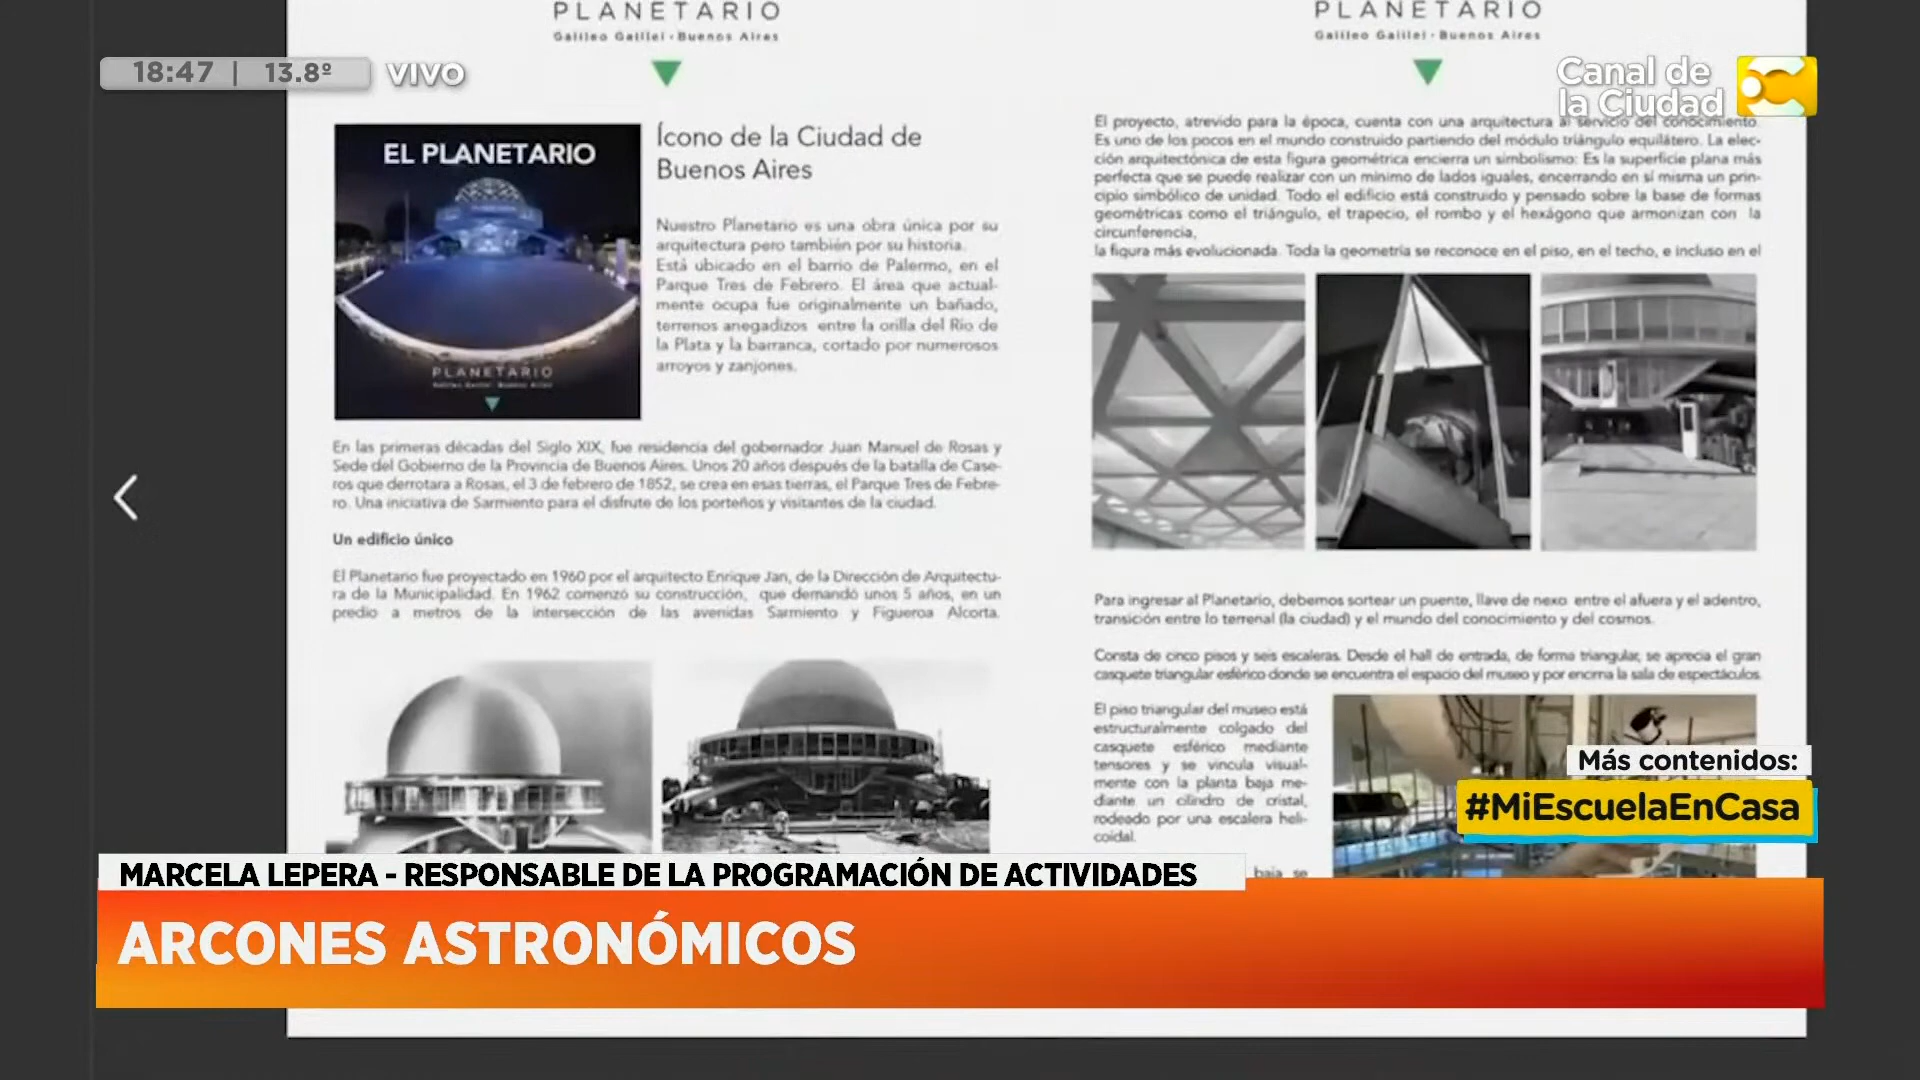 PLANETARIO
Galileo Galilei · Buenos Aires
PLANETARIO
Galileo Galilei · Buenos Aires
18:47 | 13.8º
VIVO
Canal de
la Ciudad
EL PLANETARIO
PLANETARIO
Galileo Galilei · Buenos Aires
Ícono de la Ciudad de
Buenos Aires
Nuestro Planetario es una obra única por su
arquitectura pero también por su historia.
Está ubicado en el barrio de Palermo, en el
Parque Tres de Febrero. El área que actual-
mente ocupa fue originalmente un bañado,
terrenos anegadizos entre la orilla del Río de
la Plata y la barranca, cortado por numerosos
arroyos y zanjones.
En las primeras décadas del Siglo XIX, fue residencia del gobernador Juan Manuel de Rosas y
Sede del Gobierno de la Provincia de Buenos Aires. Unos 20 años después de la batalla de Case-
ros que derrotara a Rosas, el 3 de febrero de 1852, se crea en esas tierras, el Parque Tres de Febre-
ro. Una iniciativa de Sarmiento para el disfrute de los porteños y visitantes de la ciudad.
Un edificio único
El Planetario fue proyectado en 1960 por el arquitecto Enrique Jan, de la Dirección de Arquitectu-
ra de la Municipalidad. En 1962 comenzó su construcción, que demandó unos 5 años, en un
predio a metros de la intersección de las avenidas Sarmiento y Figueroa Alcorta.
El proyecto, atrevido para la época, cuenta con una arquitectura al servicio del conocimiento.
Es uno de los pocos en el mundo construido partiendo del módulo triángulo equilátero. La elec-
ción arquitectónica de esta figura geométrica encierra un simbolismo: Es la superficie plana más
perfecta que se puede realizar con un mínimo de lados iguales, encerrando en sí misma un prin-
cipio simbólico de unidad. Todo el edificio está construido y pensado sobre la base de formas
geométricas como el triángulo, el trapecio, el rombo y el hexágono que armonizan con la
circunferencia,
la figura más evolucionada. Toda la geometría se reconoce en el piso, en el techo, e incluso en el
Para ingresar al Planetario, debemos sortear un puente, llave de nexo entre el afuera y el adentro,
transición entre lo terrenal (la ciudad) y el mundo del conocimiento y del cosmos.
Consta de cinco pisos y seis escaleras. Desde el hall de entrada, de forma triangular, se aprecia el gran
casquete triangular esférico donde se encuentra el espacio del museo y por encima la sala de espectáculos.
El piso triangular del museo está
estructuralmente colgado del
casquete esférico mediante
tensores y se vincula visual-
mente con la planta baja me-
diante un cilindro de cristal,
rodeado por una escalera heli-
coidal.
baja se
Más contenidos:
#MiEscuelaEnCasa
MARCELA LEPERA - RESPONSABLE DE LA PROGRAMACIÓN DE ACTIVIDADES
ARCONES ASTRONÓMICOS